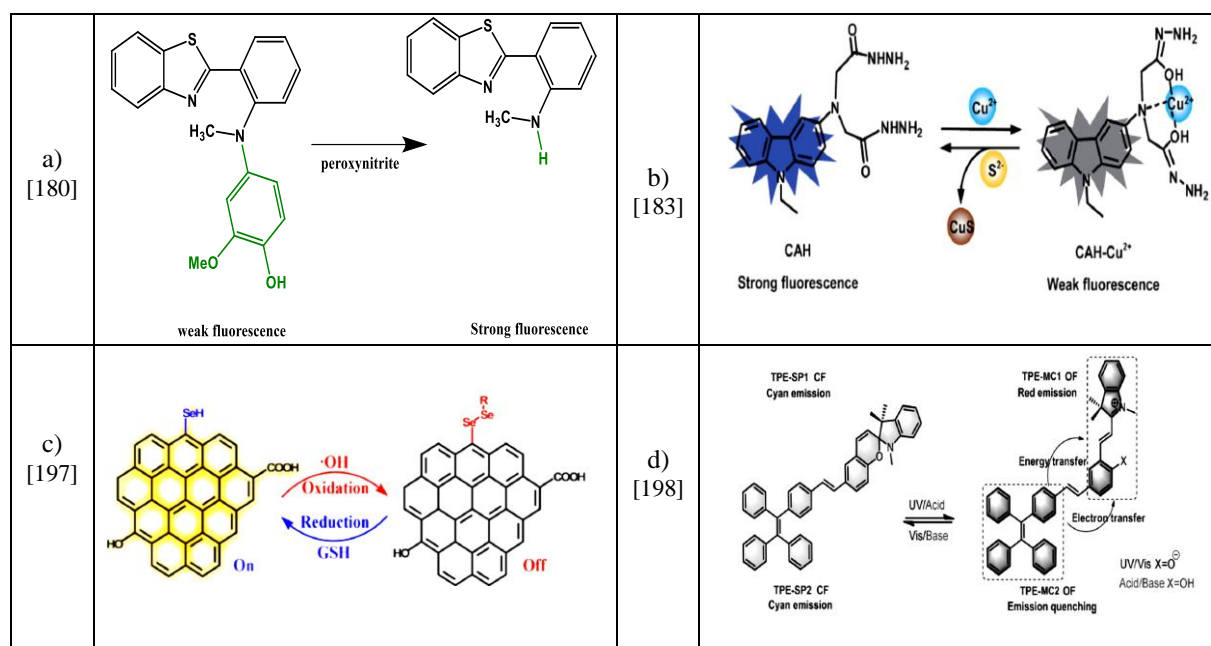 a)
[180]
S
N
H₃C
N
MeO
OH
peroxynitrite
S
N
H₃C
N
H
weak fluorescence
Strong fluorescence
b)
[183]
O
NHNH₂
N
NHNH₂
O
N
CAH
Strong fluorescence
Cu²⁺
S²⁻
CuS
N-NH₂
OH
N
Cu²⁺
OH
N
NH₂
N
CAH-Cu²⁺
Weak fluorescence
c)
[197]
SeH
COOH
HO
On
·OH
Oxidation
Reduction
GSH
R
Se
Se
COOH
HO
Off
d)
[198]
TPE-SP1 CF
Cyan emission
N
O
TPE-SP2 CF
Cyan emission
UV/Acid
Vis/Base
TPE-MC1 OF
Red emission
N
Energy transfer
X
Electron transfer
TPE-MC2 OF
Emission quenching
UV/Vis X=O⊖
Acid/Base X=OH